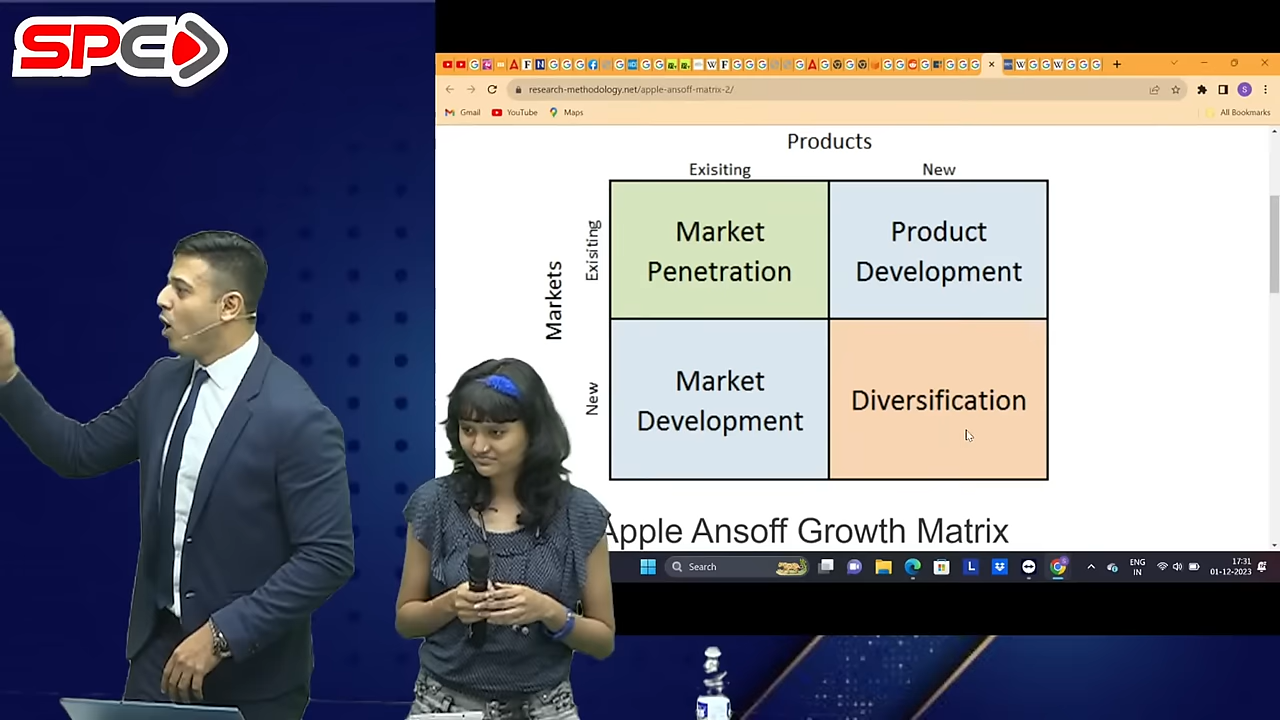 SPED
research-methodology.net/apple-ansoff-matrix-2/
S
Gmail
YouTube
Maps
All Bookmarks
Products
Exisiting
New
Markets
Exisiting
New
Market
Penetration
Product
Development
Market
Development
Diversification
Apple Ansoff Growth Matrix
Search
ENG
IN
17:31
01-12-2023